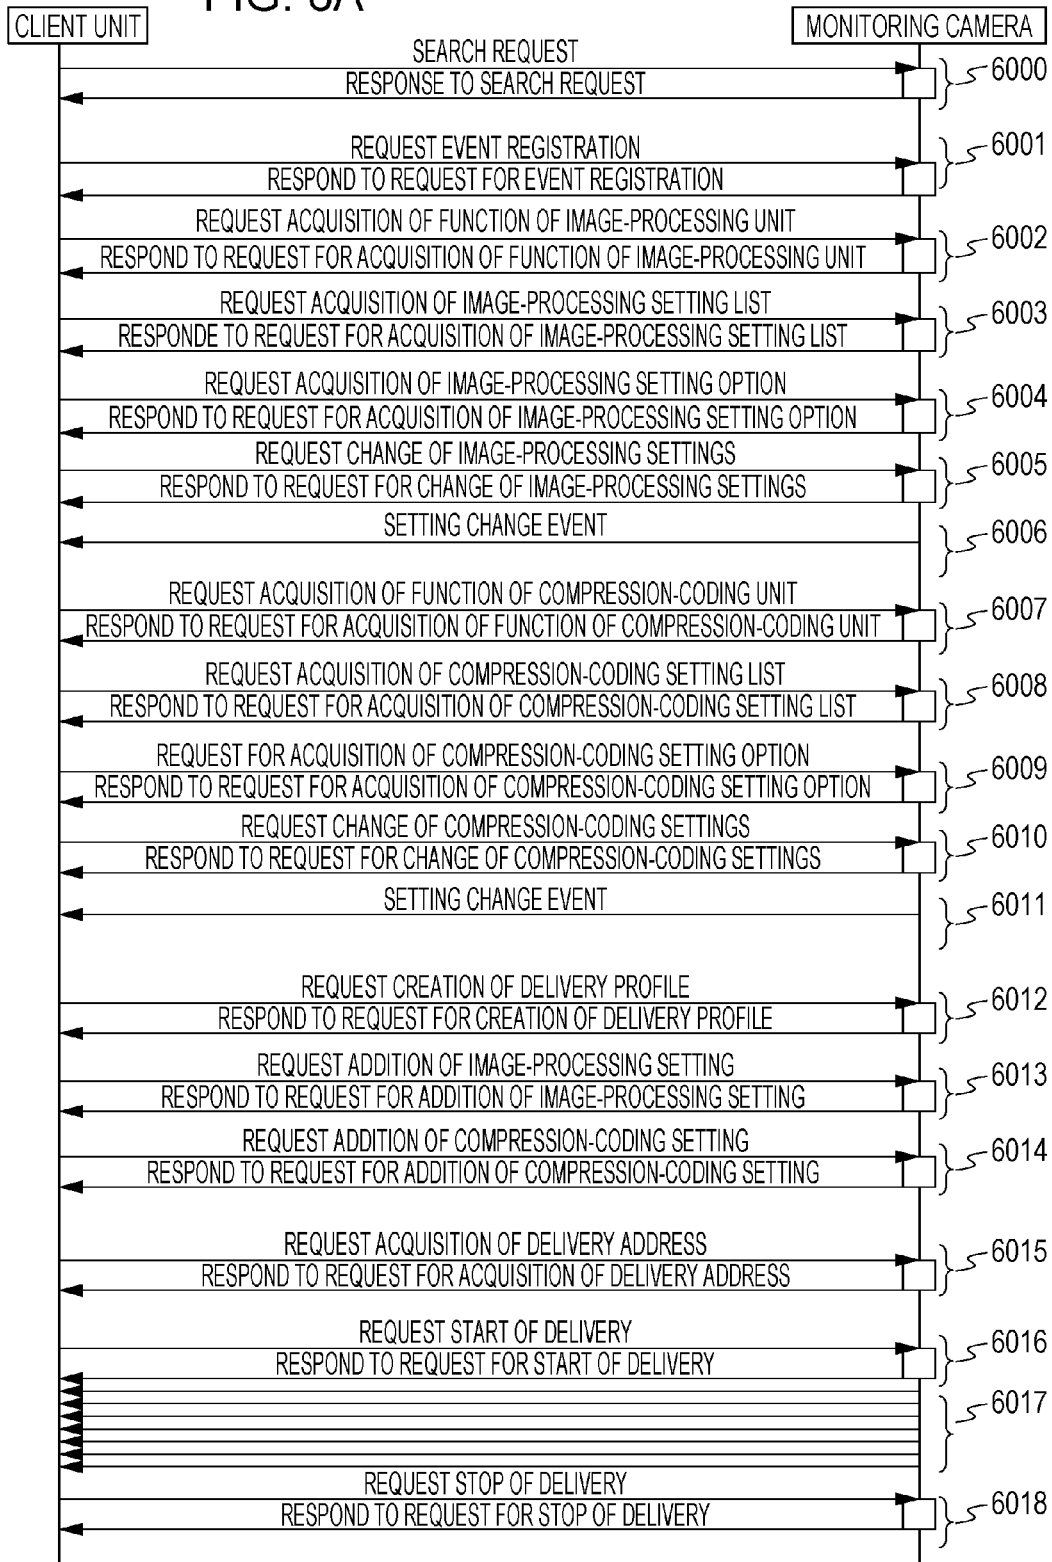 FIG. 6A
CLIENT UNIT
MONITORING CAMERA
SEARCH REQUEST
RESPONSE TO SEARCH REQUEST
6000
REQUEST EVENT REGISTRATION
RESPOND TO REQUEST FOR EVENT REGISTRATION
6001
REQUEST ACQUISITION OF FUNCTION OF IMAGE-PROCESSING UNIT
RESPOND TO REQUEST FOR ACQUISITION OF FUNCTION OF IMAGE-PROCESSING UNIT
6002
REQUEST ACQUISITION OF IMAGE-PROCESSING SETTING LIST
RESPONDE TO REQUEST FOR ACQUISITION OF IMAGE-PROCESSING SETTING LIST
6003
REQUEST ACQUISITION OF IMAGE-PROCESSING SETTING OPTION
RESPOND TO REQUEST FOR ACQUISITION OF IMAGE-PROCESSING SETTING OPTION
6004
REQUEST CHANGE OF IMAGE-PROCESSING SETTINGS
RESPOND TO REQUEST FOR CHANGE OF IMAGE-PROCESSING SETTINGS
6005
SETTING CHANGE EVENT
6006
REQUEST ACQUISITION OF FUNCTION OF COMPRESSION-CODING UNIT
RESPOND TO REQUEST FOR ACQUISITION OF FUNCTION OF COMPRESSION-CODING UNIT
6007
REQUEST ACQUISITION OF COMPRESSION-CODING SETTING LIST
RESPOND TO REQUEST FOR ACQUISITION OF COMPRESSION-CODING SETTING LIST
6008
REQUEST FOR ACQUISITION OF COMPRESSION-CODING SETTING OPTION
RESPOND TO REQUEST FOR ACQUISITION OF COMPRESSION-CODING SETTING OPTION
6009
REQUEST CHANGE OF COMPRESSION-CODING SETTINGS
RESPOND TO REQUEST FOR CHANGE OF COMPRESSION-CODING SETTINGS
6010
SETTING CHANGE EVENT
6011
REQUEST CREATION OF DELIVERY PROFILE
RESPOND TO REQUEST FOR CREATION OF DELIVERY PROFILE
6012
REQUEST ADDITION OF IMAGE-PROCESSING SETTING
RESPOND TO REQUEST FOR ADDITION OF IMAGE-PROCESSING SETTING
6013
REQUEST ADDITION OF COMPRESSION-CODING SETTING
RESPOND TO REQUEST FOR ADDITION OF COMPRESSION-CODING SETTING
6014
REQUEST ACQUISITION OF DELIVERY ADDRESS
RESPOND TO REQUEST FOR ACQUISITION OF DELIVERY ADDRESS
6015
REQUEST START OF DELIVERY
RESPOND TO REQUEST FOR START OF DELIVERY
6016
6017
REQUEST STOP OF DELIVERY
RESPOND TO REQUEST FOR STOP OF DELIVERY
6018